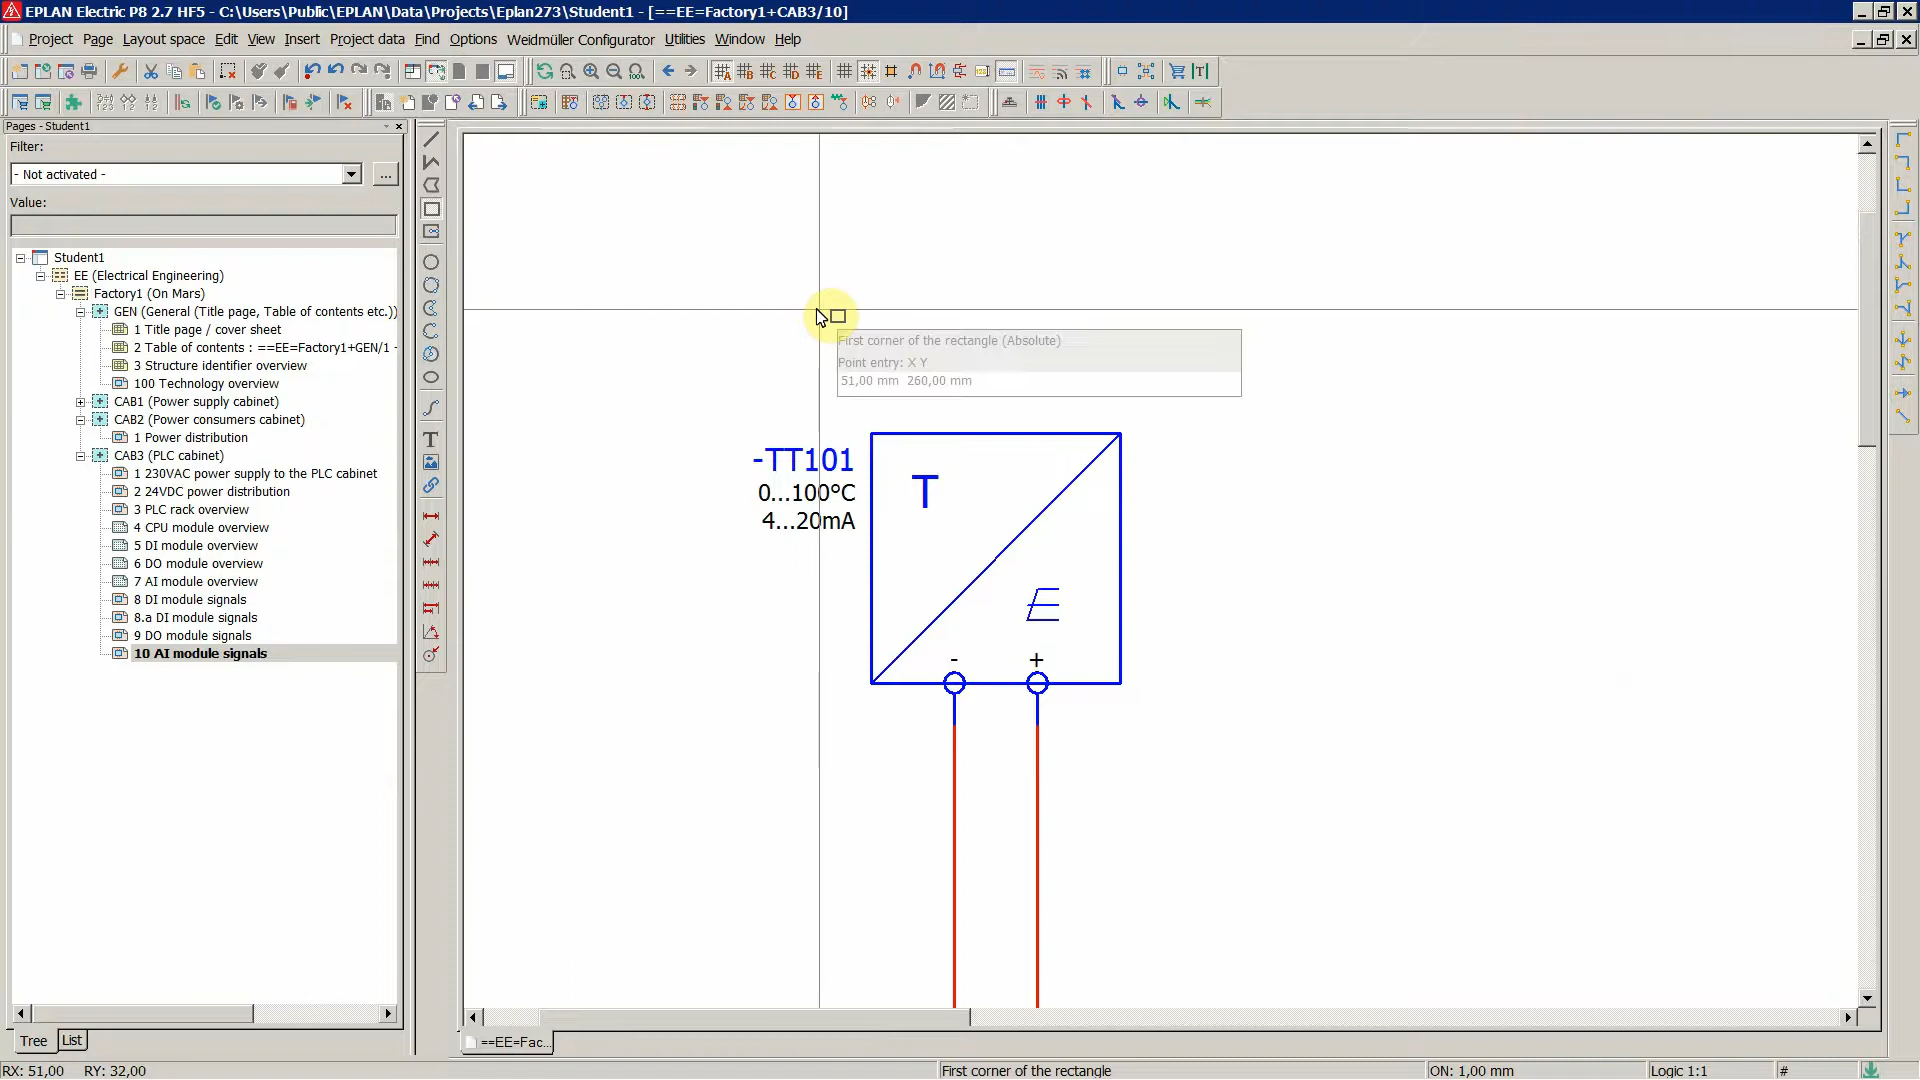 EPLAN Electric P8 2.7 HF5 - C:\Users\Public\EPLAN\Data\Projects\Eplan273\Student1 - [==EE=Factory1+CAB3/10]
Project Page Layout space Edit View Insert Project data Find Options Weidmüller Configurator Utilities Window Help
Pages - Student1
Filter:
- Not activated -
...
Value:
Student1
EE (Electrical Engineering)
Factory1 (On Mars)
GEN (General (Title page, Table of contents etc.))
1 Title page / cover sheet
2 Table of contents : ==EE=Factory1+GEN/1 -
3 Structure identifier overview
100 Technology overview
CAB1 (Power supply cabinet)
CAB2 (Power consumers cabinet)
1 Power distribution
CAB3 (PLC cabinet)
1 230VAC power supply to the PLC cabinet
2 24VDC power distribution
3 PLC rack overview
4 CPU module overview
5 DI module overview
6 DO module overview
7 AI module overview
8 DI module signals
8.a DI module signals
9 DO module signals
10 AI module signals
Tree List
First corner of the rectangle (Absolute)
Point entry: X Y
51,00 mm 260,00 mm
-TT101
0...100°C
4...20mA
T
E
- +
==EE=Fac...
RX: 51,00 RY: 32,00 First corner of the rectangle ON: 1,00 mm Logic 1:1 #